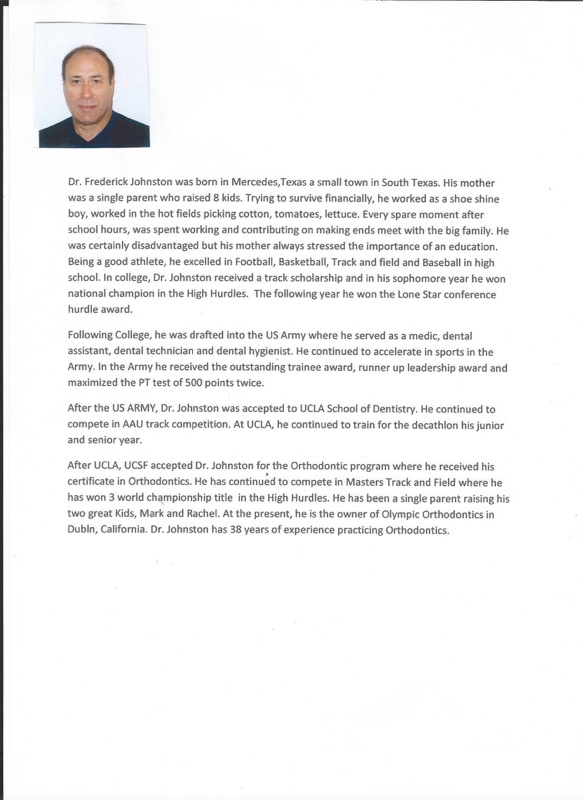 Dr. Frederick Johnston was born in Mercedes,Texas a small town in South Texas. His mother
was a single parent who raised 8 kids. Trying to survive financially, he worked as a shoe shine
boy, worked in the hot fields picking cotton, tomatoes, lettuce. Every spare moment after
school hours, was spent working and contributing on making ends meet with the big family. He
was certainly disadvantaged but his mother always stressed the importance of an education.
Being a good athlete, he excelled in Football, Basketball, Track and field and Baseball in high
school. In college, Dr. Johnston received a track scholarship and in his sophomore year he won
national champion in the High Hurdles. The following year he won the Lone Star conference
hurdle award.
Following College, he was drafted into the US Army where he served as a medic, dental
assistant, dental technician and dental hygienist. He continued to accelerate in sports in the
Army. In the Army he received the outstanding trainee award, runner up leadership award and
maximized the PT test of 500 points twice.
After the US ARMY, Dr. Johnston was accepted to UCLA School of Dentistry. He continued to
compete in AAU track competition. At UCLA, he continued to train for the decathlon his junior
and senior year.
After UCLA, UCSF accepted Dr. Johnston for the Orthodontic program where he received his
certificate in Orthodontics. He has continued to compete in Masters Track and Field where he
has won 3 world championship title in the High Hurdles. He has been a single parent raising his
two great Kids, Mark and Rachel. At the present, he is the owner of Olympic Orthodontics in
Dubln, California. Dr. Johnston has 38 years of experience practicing Orthodontics.